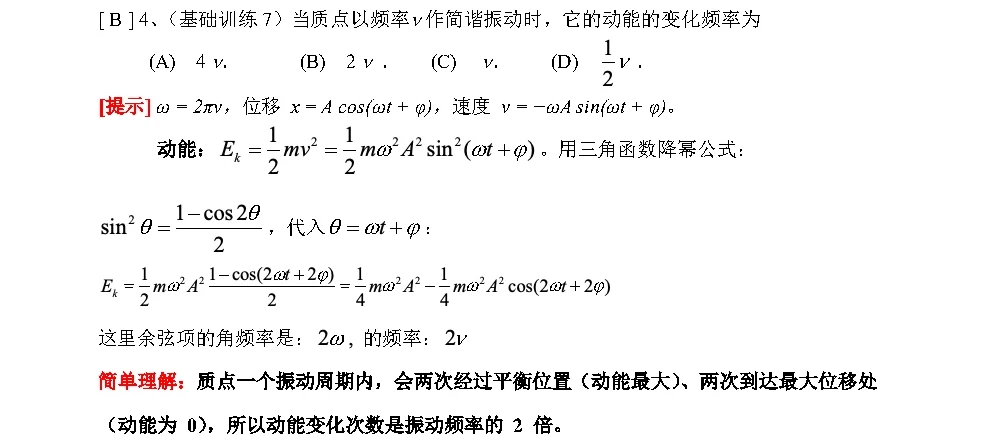 [ B ] 4、(基础训练 7) 当质点以频率 ν 作简谐振动时，它的动能的变化频率为
(A) 4 ν. (B) 2 ν . (C) ν. (D) 1/2 ν .
[提示] ω = 2πν，位移 x = A cos(ωt + φ)，速度 v = −ωA sin(ωt + φ)。
动能：E_k = 1/2 mv² = 1/2 mω²A² sin²(ωt + φ)。用三角函数降幂公式：
sin² θ = (1−cos 2θ)/2，代入 θ = ωt + φ：
E_k = 1/2 mω²A² (1−cos(2ωt + 2φ))/2 = 1/4 mω²A² − 1/4 mω²A² cos(2ωt + 2φ)
这里余弦项的角频率是：2ω, 的频率：2ν
简单理解：质点一个振动周期内，会两次经过平衡位置（动能最大）、两次到达最大位移处
（动能为 0），所以动能变化次数是振动频率的 2 倍。